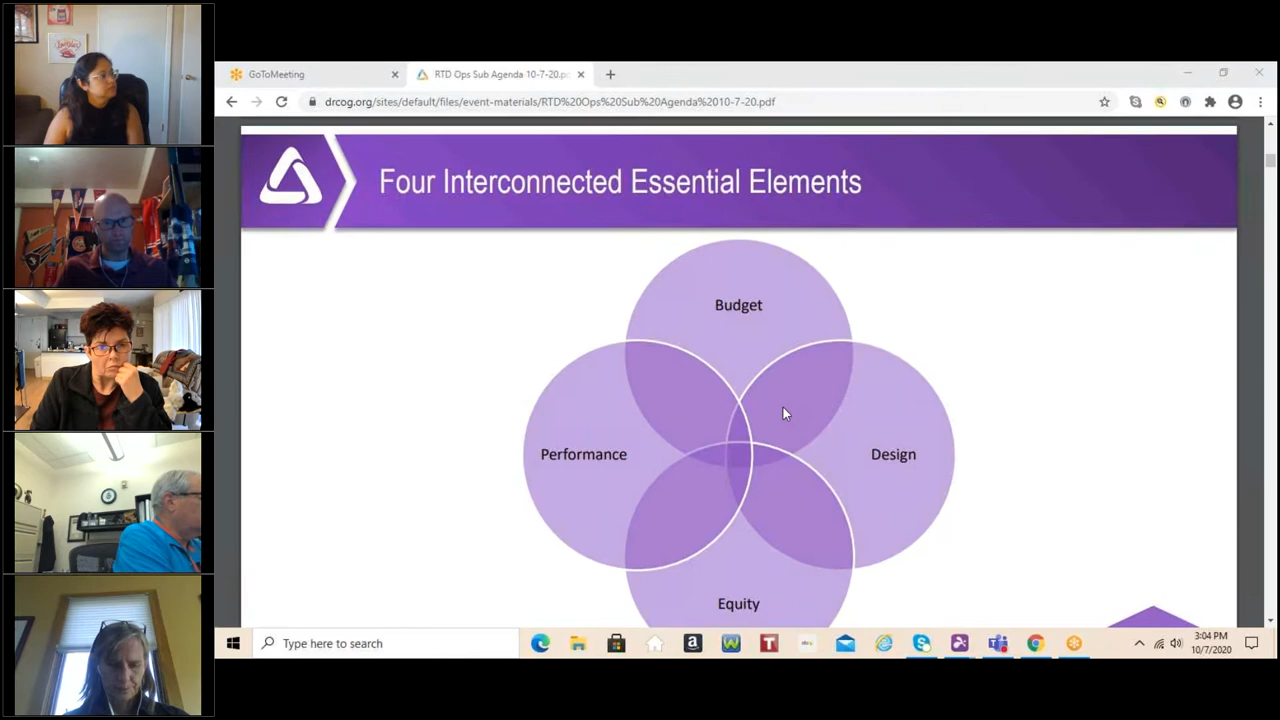 GoToMeeting
RTD Ops Sub Agenda 10-7-20.pd
drcog.org/sites/default/files/event-materials/RTD%20Ops%20Sub%20Agenda%2010-7-20.pdf
Four Interconnected Essential Elements
Budget
Performance
Design
Equity
Type here to search
3:04 PM
10/7/2020